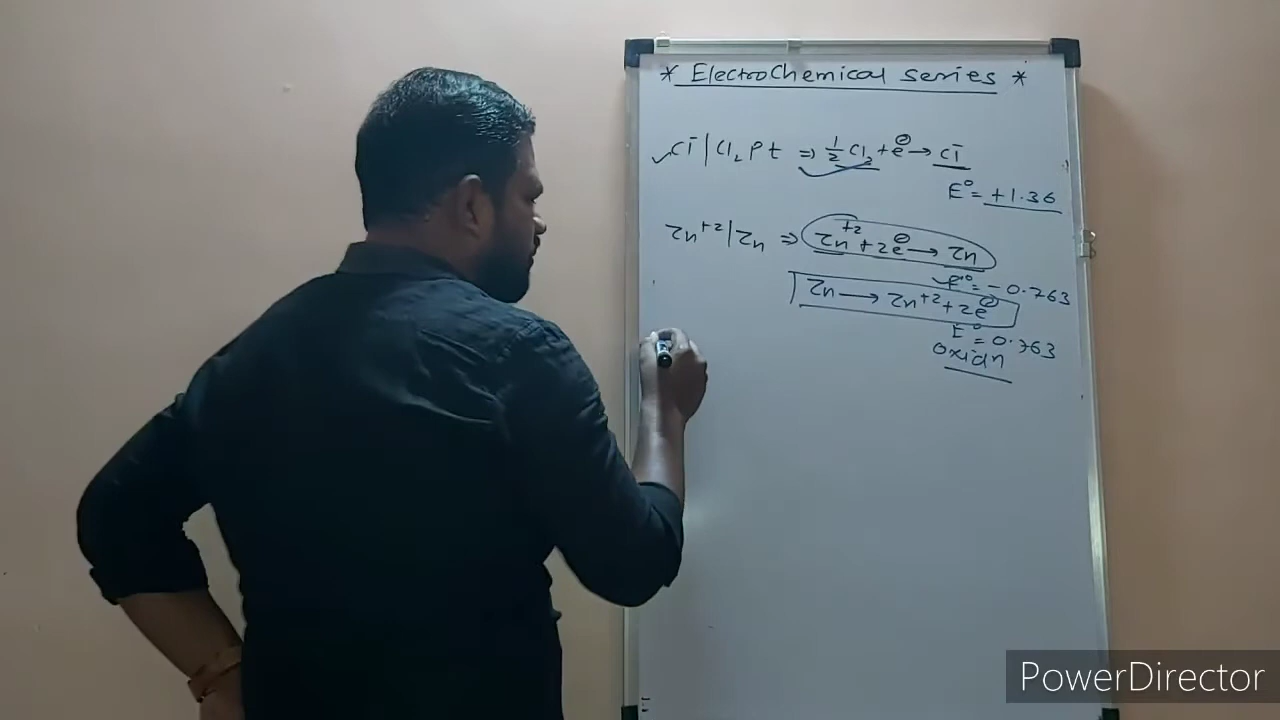 * ElectroChemical series *
✓ Cl⁻ | Cl₂ Pt ⇒ ½ Cl₂ + e⊖ → Cl⁻
E° = +1.36
Zn⁺² | Zn ⇒ Zn⁺² + 2e⊖ → Zn
E° = -0.763
Zn → Zn⁺² + 2e⊖
E° = 0.763
oxidn
PowerDirector